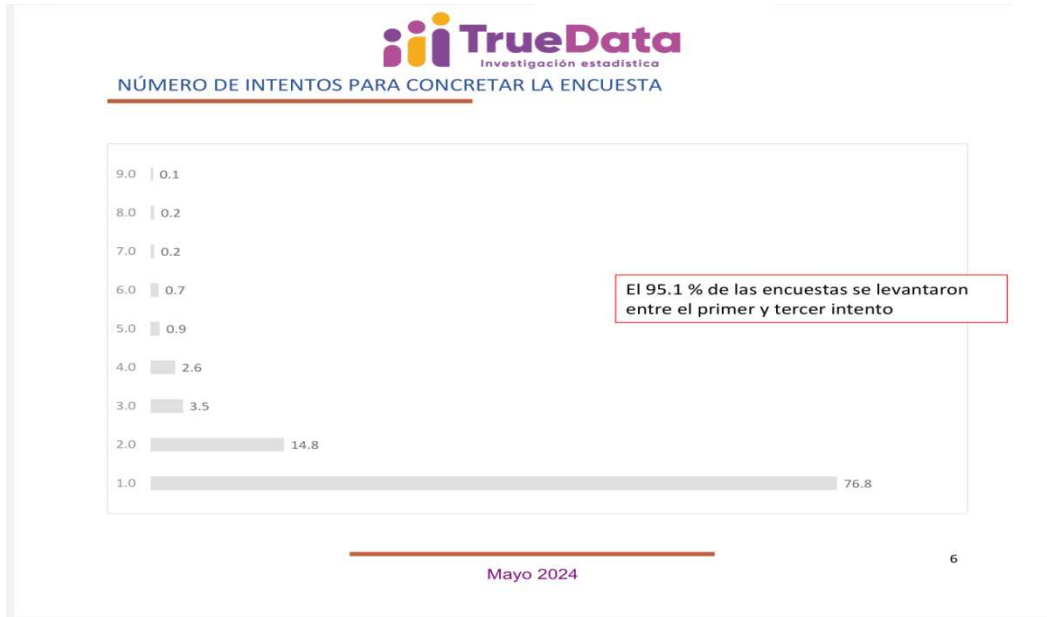 TrueData
Investigación estadística
NÚMERO DE INTENTOS PARA CONCRETAR LA ENCUESTA
9.0 0.1
8.0 0.2
7.0 0.2
6.0 0.7
El 95.1 % de las encuestas se levantaron
entre el primer y tercer intento
5.0 0.9
4.0 2.6
3.0 3.5
2.0 14.8
1.0 76.8
6
Mayo 2024